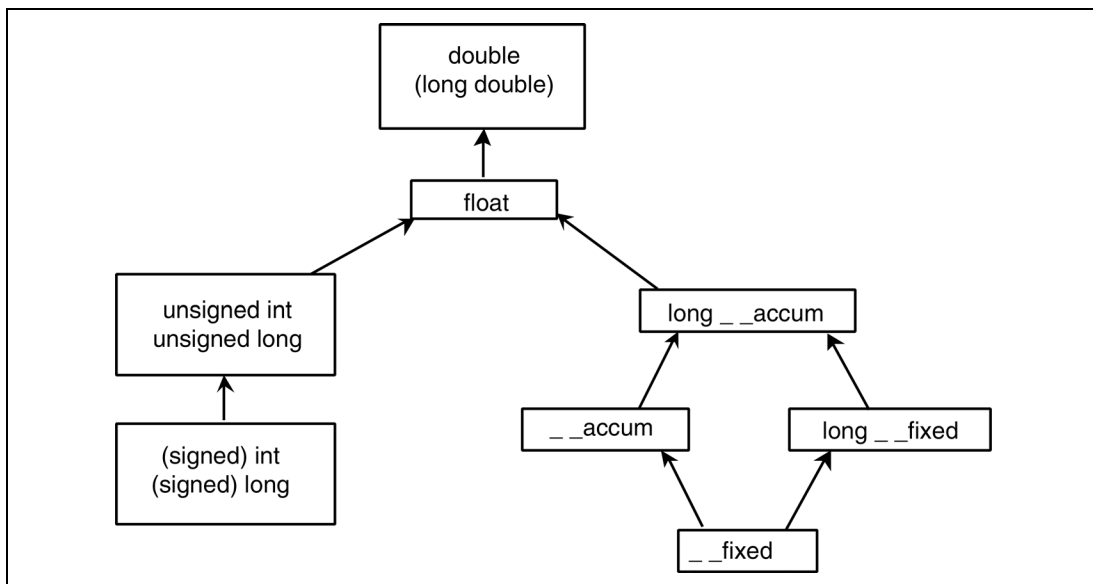 double
(long double)
float
unsigned int
unsigned long
long _ _accum
(signed) int
(signed) long
_ _accum
long _ _fixed
_ _fixed